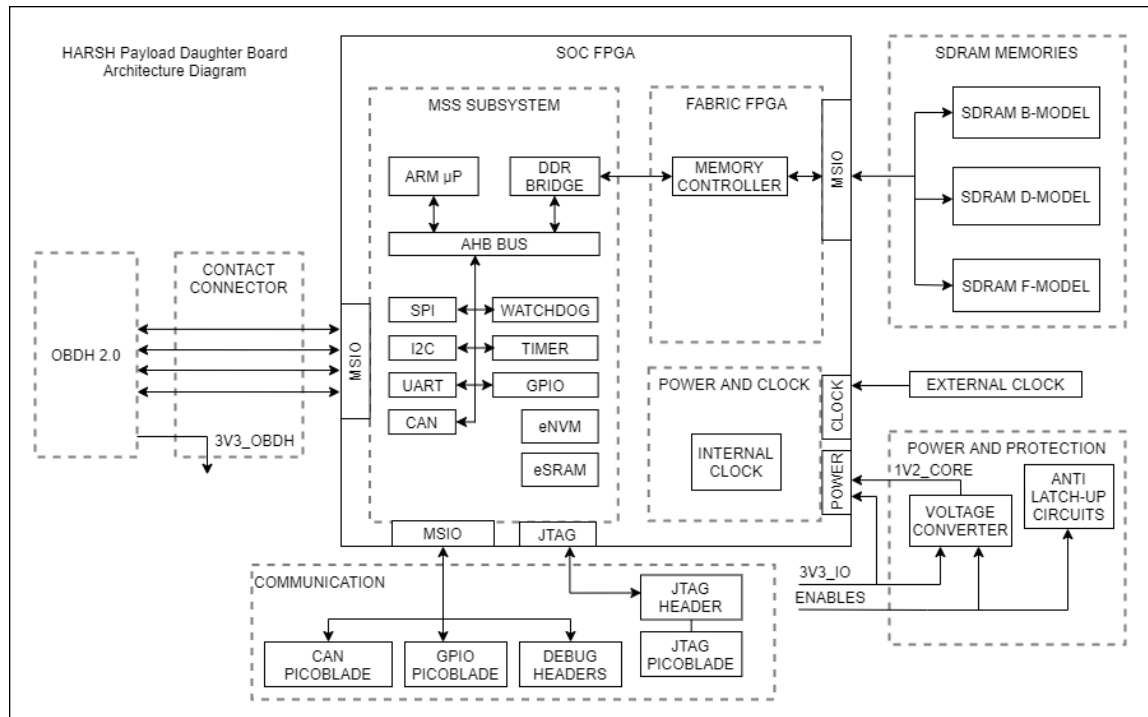 HARSH Payload Daughter Board
Architecture Diagram
SOC FPGA
SDRAM MEMORIES
MSS SUBSYSTEM
FABRIC FPGA
SDRAM B-MODEL
ARM µP
DDR
BRIDGE
MEMORY
CONTROLLER
MSIO
SDRAM D-MODEL
AHB BUS
SDRAM F-MODEL
CONTACT
CONNECTOR
OBDH 2.0
MSIO
SPI
WATCHDOG
I2C
TIMER
UART
GPIO
CAN
eNVM
eSRAM
3V3_OBDH
POWER AND CLOCK
INTERNAL
CLOCK
CLOCK
EXTERNAL CLOCK
POWER
POWER AND PROTECTION
1V2_CORE
VOLTAGE
CONVERTER
ANTI
LATCH-UP
CIRCUITS
3V3_IO
ENABLES
MSIO
JTAG
COMMUNICATION
JTAG
HEADER
CAN
PICOBLADE
GPIO
PICOBLADE
DEBUG
HEADERS
JTAG
PICOBLADE